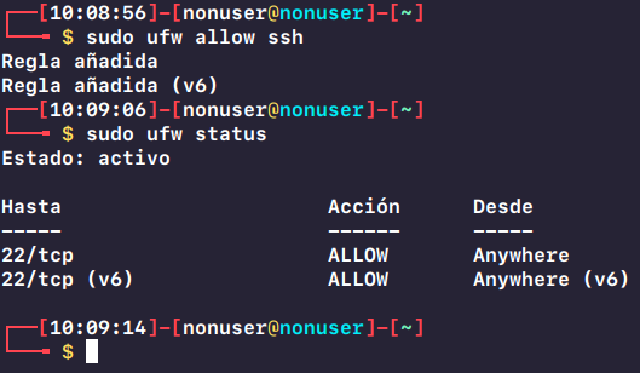 [10:08:56]-[nonuser@nonuser]-[~]
$ sudo ufw allow ssh
Regla añadida
Regla añadida (v6)
[10:09:06]-[nonuser@nonuser]-[~]
$ sudo ufw status
Estado: activo
Hasta Acción Desde
----- ------ -----
22/tcp ALLOW Anywhere
22/tcp (v6) ALLOW Anywhere (v6)
[10:09:14]-[nonuser@nonuser]-[~]
$